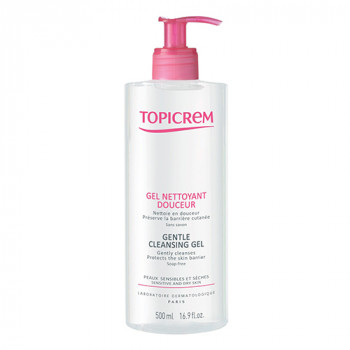 TOPICREM
GEL NETTOYANT
DOUCEUR
Nettoie en douceur
Préserve la barrière cutanée
Sans savon
GENTLE
CLEANSING GEL
Gently cleanses
Protects the skin barrier
Soap Free
PEAUX SENSIBLES ET SÈCHES
SENSITIVE AND DRY SKIN
LABORATOIRE DERMATOLOGIQUE
PARIS
500 ml 16.9 fl.oz.